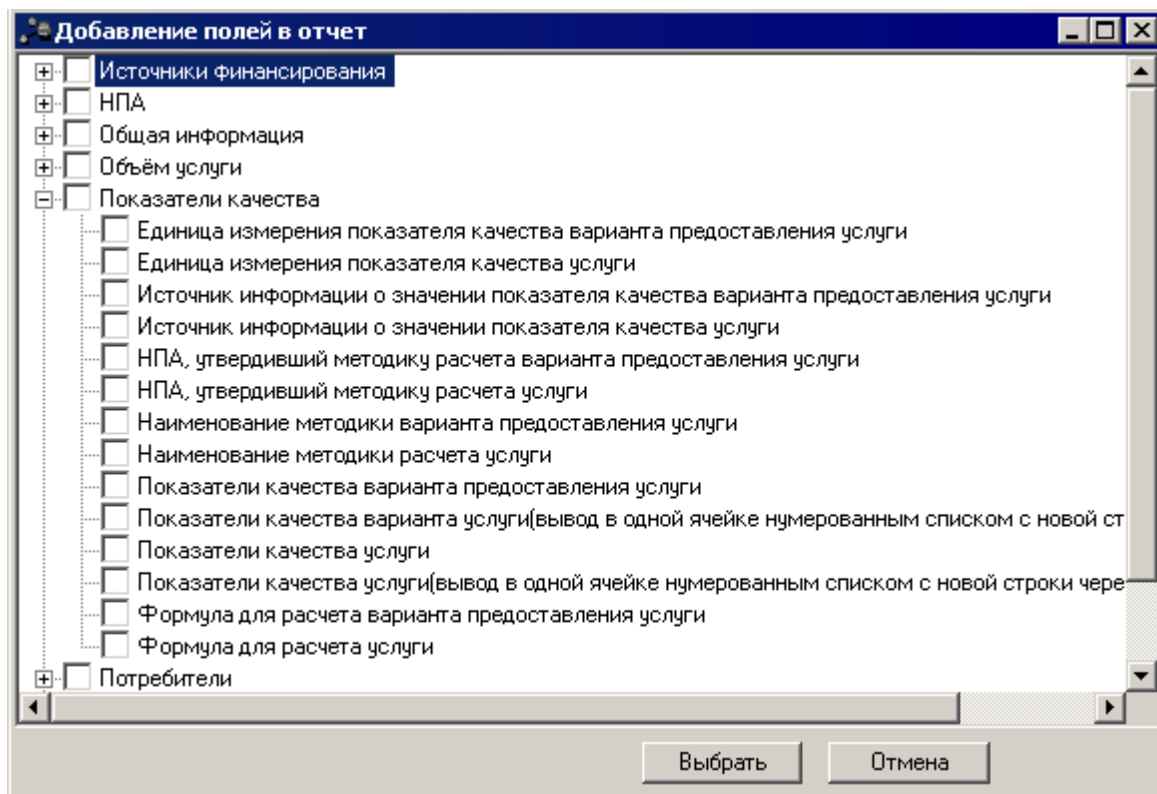 Добавление полей в отчет
Источники финансирования
НПА
Общая информация
Объём услуги
Показатели качества
Единица измерения показателя качества варианта предоставления услуги
Единица измерения показателя качества услуги
Источник информации о значении показателя качества варианта предоставления услуги
Источник информации о значении показателя качества услуги
НПА, утвердивший методику расчета варианта предоставления услуги
НПА, утвердивший методику расчета услуги
Наименование методики варианта предоставления услуги
Наименование методики расчета услуги
Показатели качества варианта предоставления услуги
Показатели качества варианта услуги(вывод в одной ячейке нумерованным списком с новой ст
Показатели качества услуги
Показатели качества услуги(вывод в одной ячейке нумерованным списком с новой строки чере
Формула для расчета варианта предоставления услуги
Формула для расчета услуги
Потребители
Выбрать Отмена